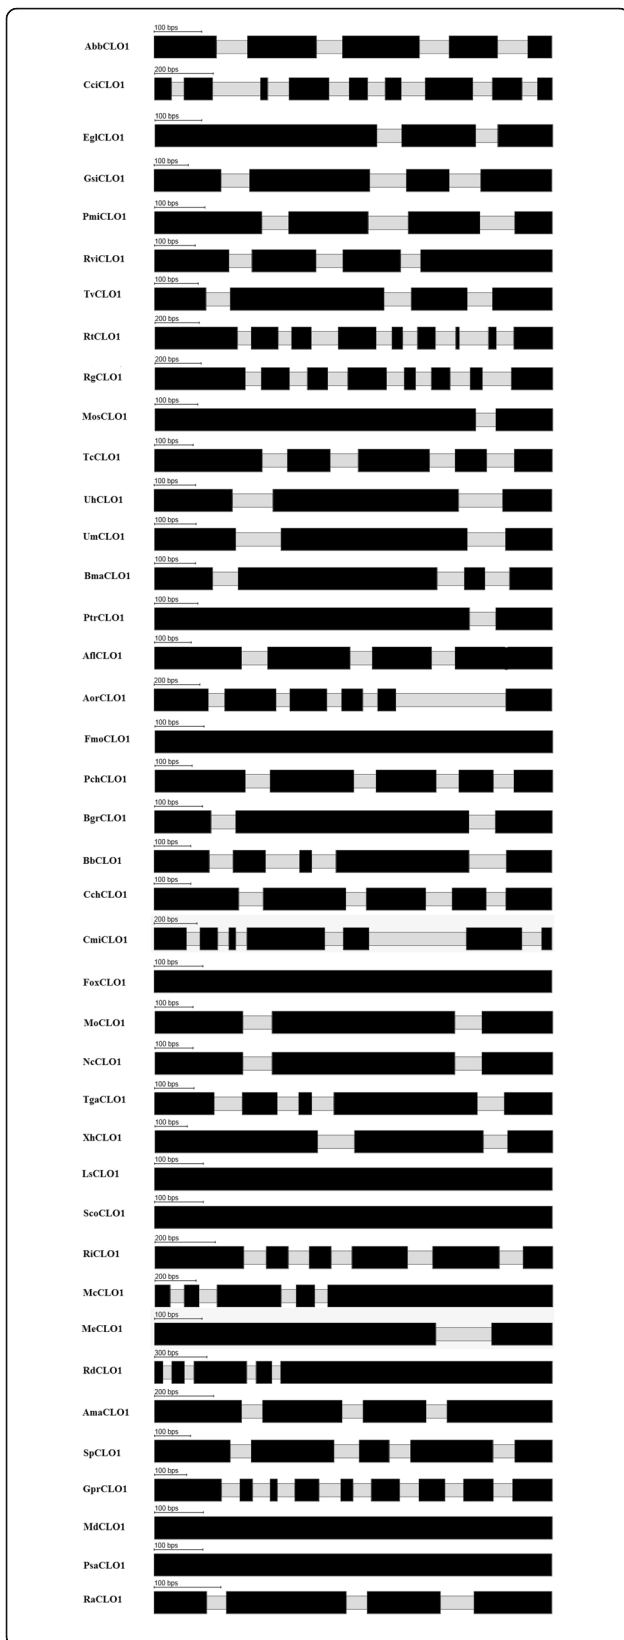 100 bps
AbbCLO1
200 bps
CciCLO1
100 bps
EglCLO1
100 bps
GsiCLO1
100 bps
PmiCLO1
100 bps
RviCLO1
100 bps
TvCLO1
200 bps
RtCLO1
200 bps
RgCLO1
100 bps
MosCLO1
100 bps
TcCLO1
100 bps
UhCLO1
100 bps
UmCLO1
100 bps
BmaCLO1
100 bps
PtrCLO1
100 bps
AflCLO1
200 bps
AorCLO1
100 bps
FmoCLO1
100 bps
PchCLO1
100 bps
BgrCLO1
100 bps
BbCLO1
100 bps
CchCLO1
200 bps
CmiCLO1
100 bps
FoxCLO1
100 bps
MoCLO1
100 bps
NcCLO1
100 bps
TgaCLO1
100 bps
XhCLO1
100 bps
LsCLO1
100 bps
ScoCLO1
200 bps
RiCLO1
200 bps
McCLO1
100 bps
MeCLO1
300 bps
RdCLO1
200 bps
AmaCLO1
100 bps
SpCLO1
100 bps
GprCLO1
100 bps
MdCLO1
100 bps
PsaCLO1
100 bps
RaCLO1